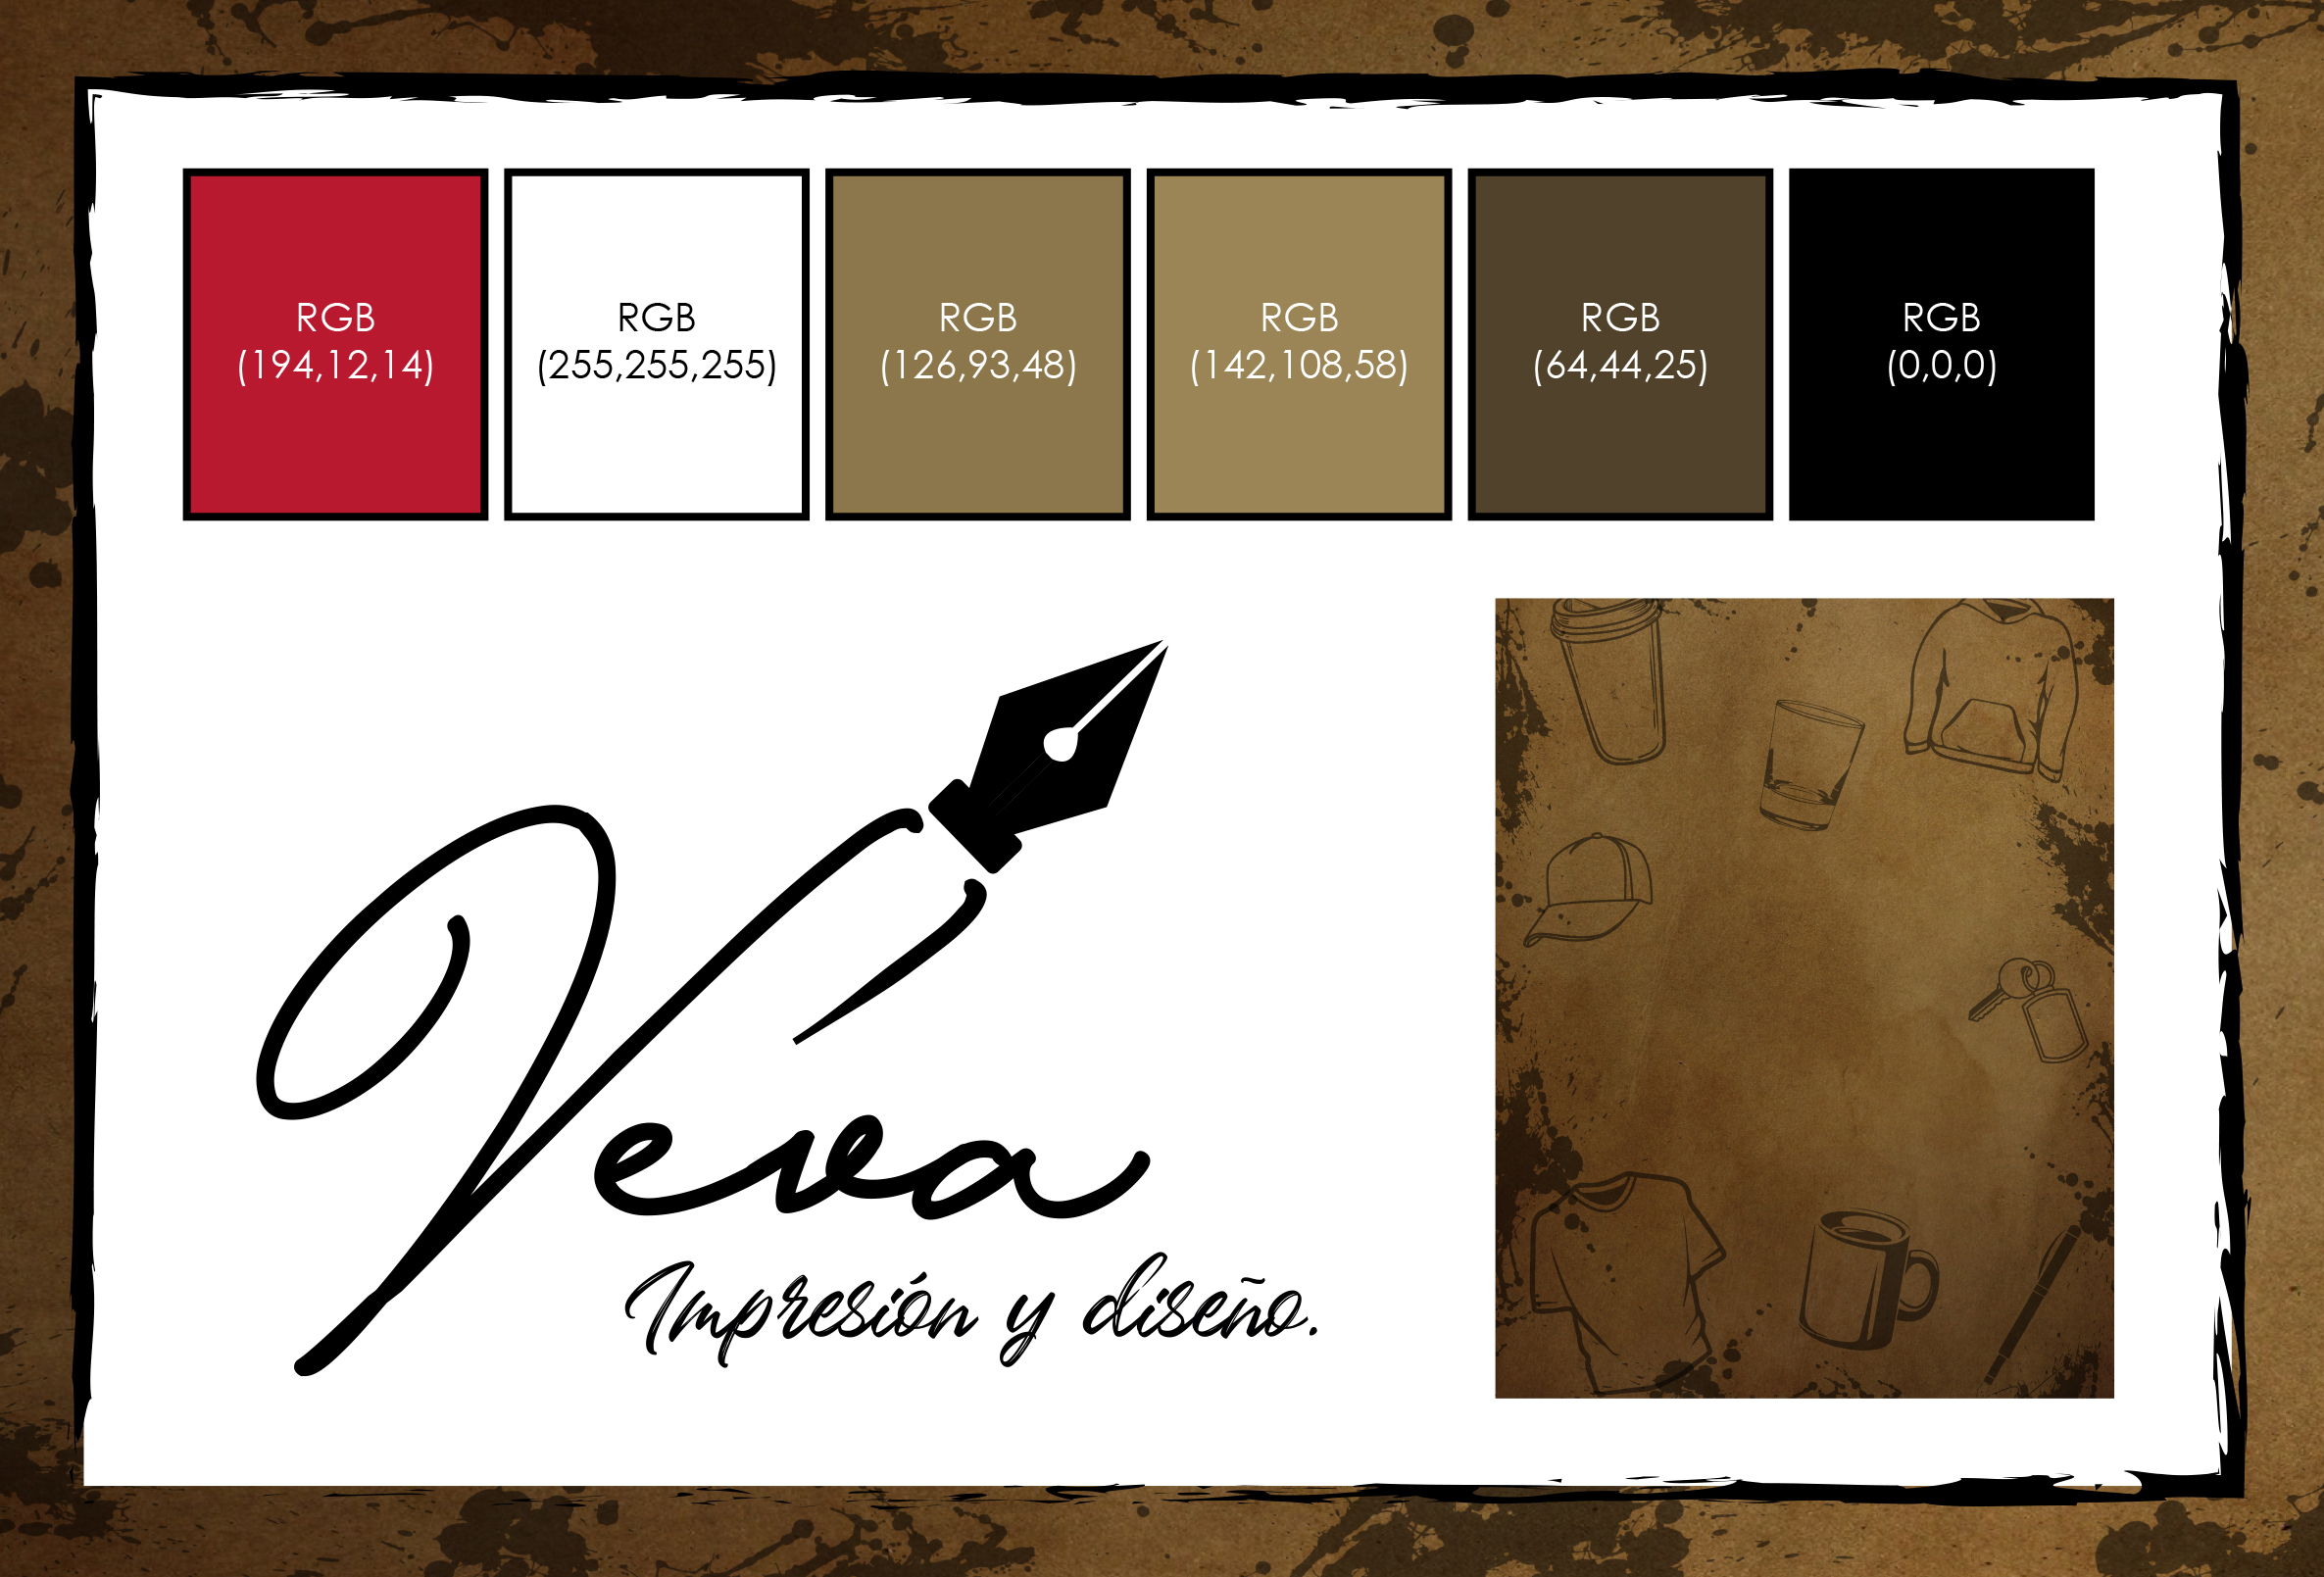 RGB
(194,12,14)
RGB
(255,255,255)
RGB
(126,93,48)
RGB
(142,108,58)
RGB
(64,44,25)
RGB
(0,0,0)
Veva
Impresión y diseño.